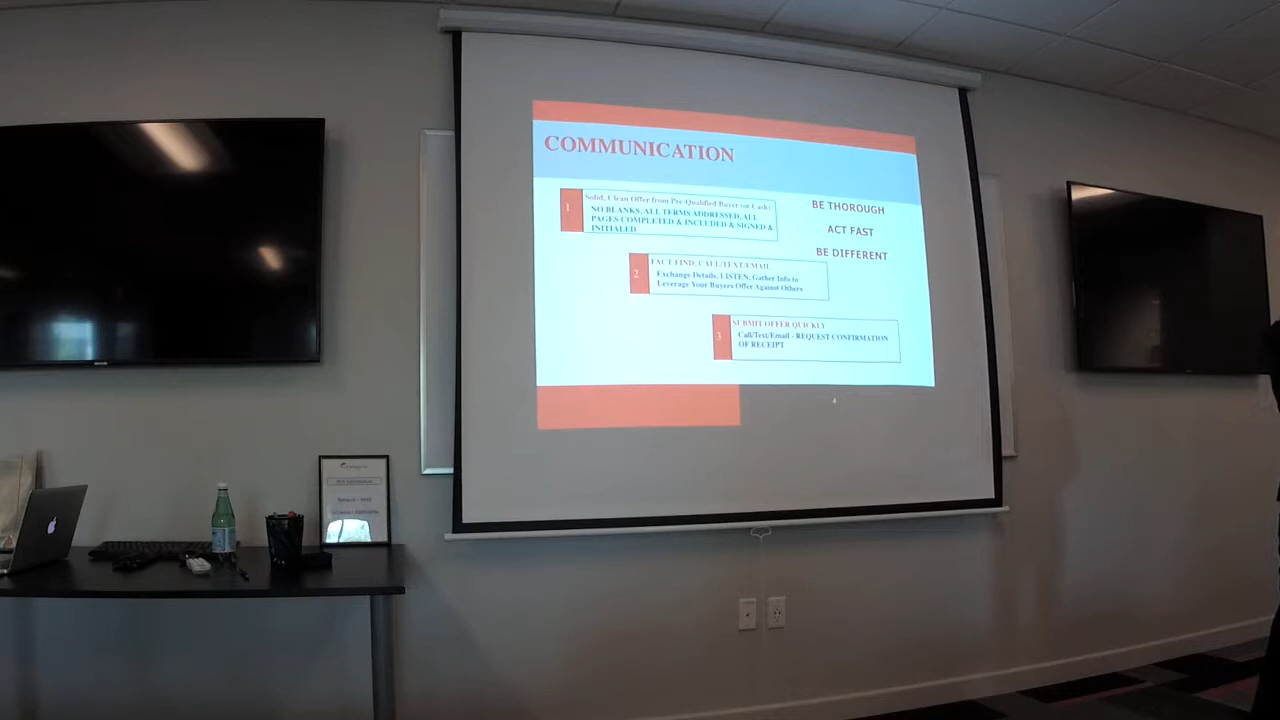 COMMUNICATION
1
Solid, Clean Offer from Pre-Qualified Buyer (or Cash)
NO BLANKS, ALL TERMS ADDRESSED, ALL
PAGES COMPLETED & INCLUDED & SIGNED &
INITIALED
BE THOROUGH
ACT FAST
BE DIFFERENT
2
FACT FIND, CALL/TEXT/EMAIL
Exchange Details, LISTEN, Gather Info to
Leverage Your Buyers Offer Against Others
3
SUBMIT OFFER QUICKLY
Call/Text/Email - REQUEST CONFIRMATION
OF RECEIPT
4